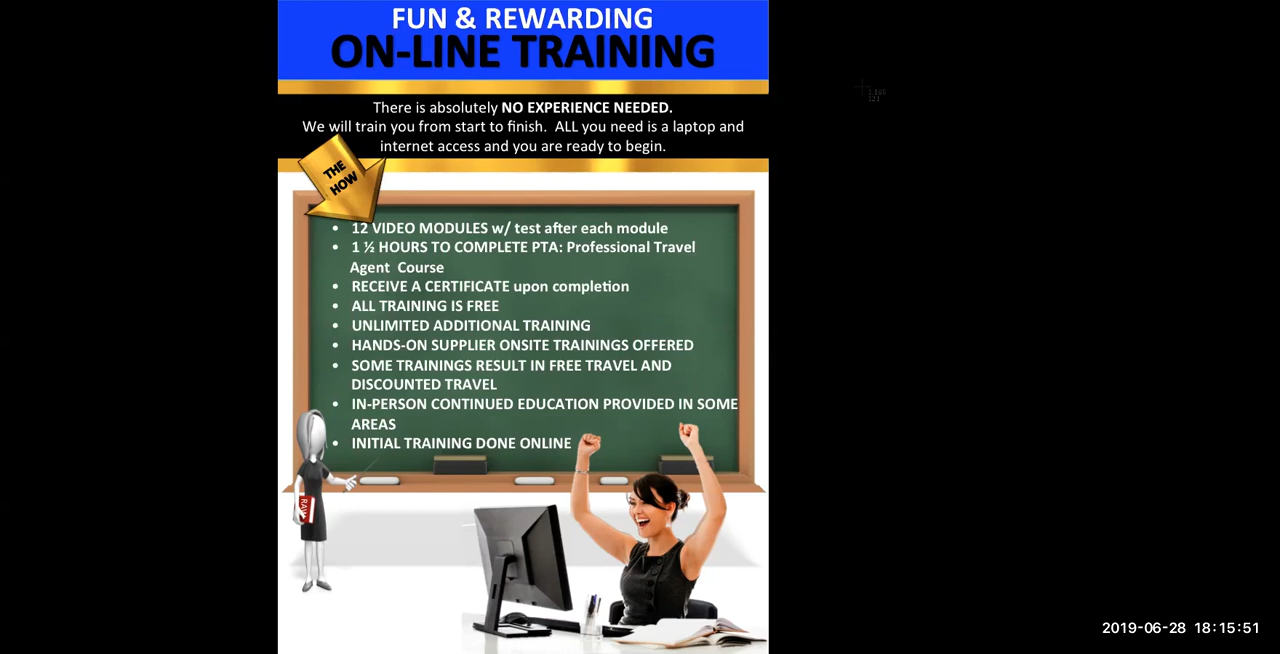 FUN & REWARDING
ON-LINE TRAINING
There is absolutely NO EXPERIENCE NEEDED.
We will train you from start to finish.  ALL you need is a laptop and
internet access and you are ready to begin.
THE
HOW
• 12 VIDEO MODULES w/ test after each module
• 1 ½ HOURS TO COMPLETE PTA: Professional Travel
Agent  Course
• RECEIVE A CERTIFICATE upon completion
• ALL TRAINING IS FREE
• UNLIMITED ADDITIONAL TRAINING
• HANDS-ON SUPPLIER ONSITE TRAININGS OFFERED
• SOME TRAININGS RESULT IN FREE TRAVEL AND
DISCOUNTED TRAVEL
• IN-PERSON CONTINUED EDUCATION PROVIDED IN SOME
AREAS
• INITIAL TRAINING DONE ONLINE
2019-06-28 18:15:51